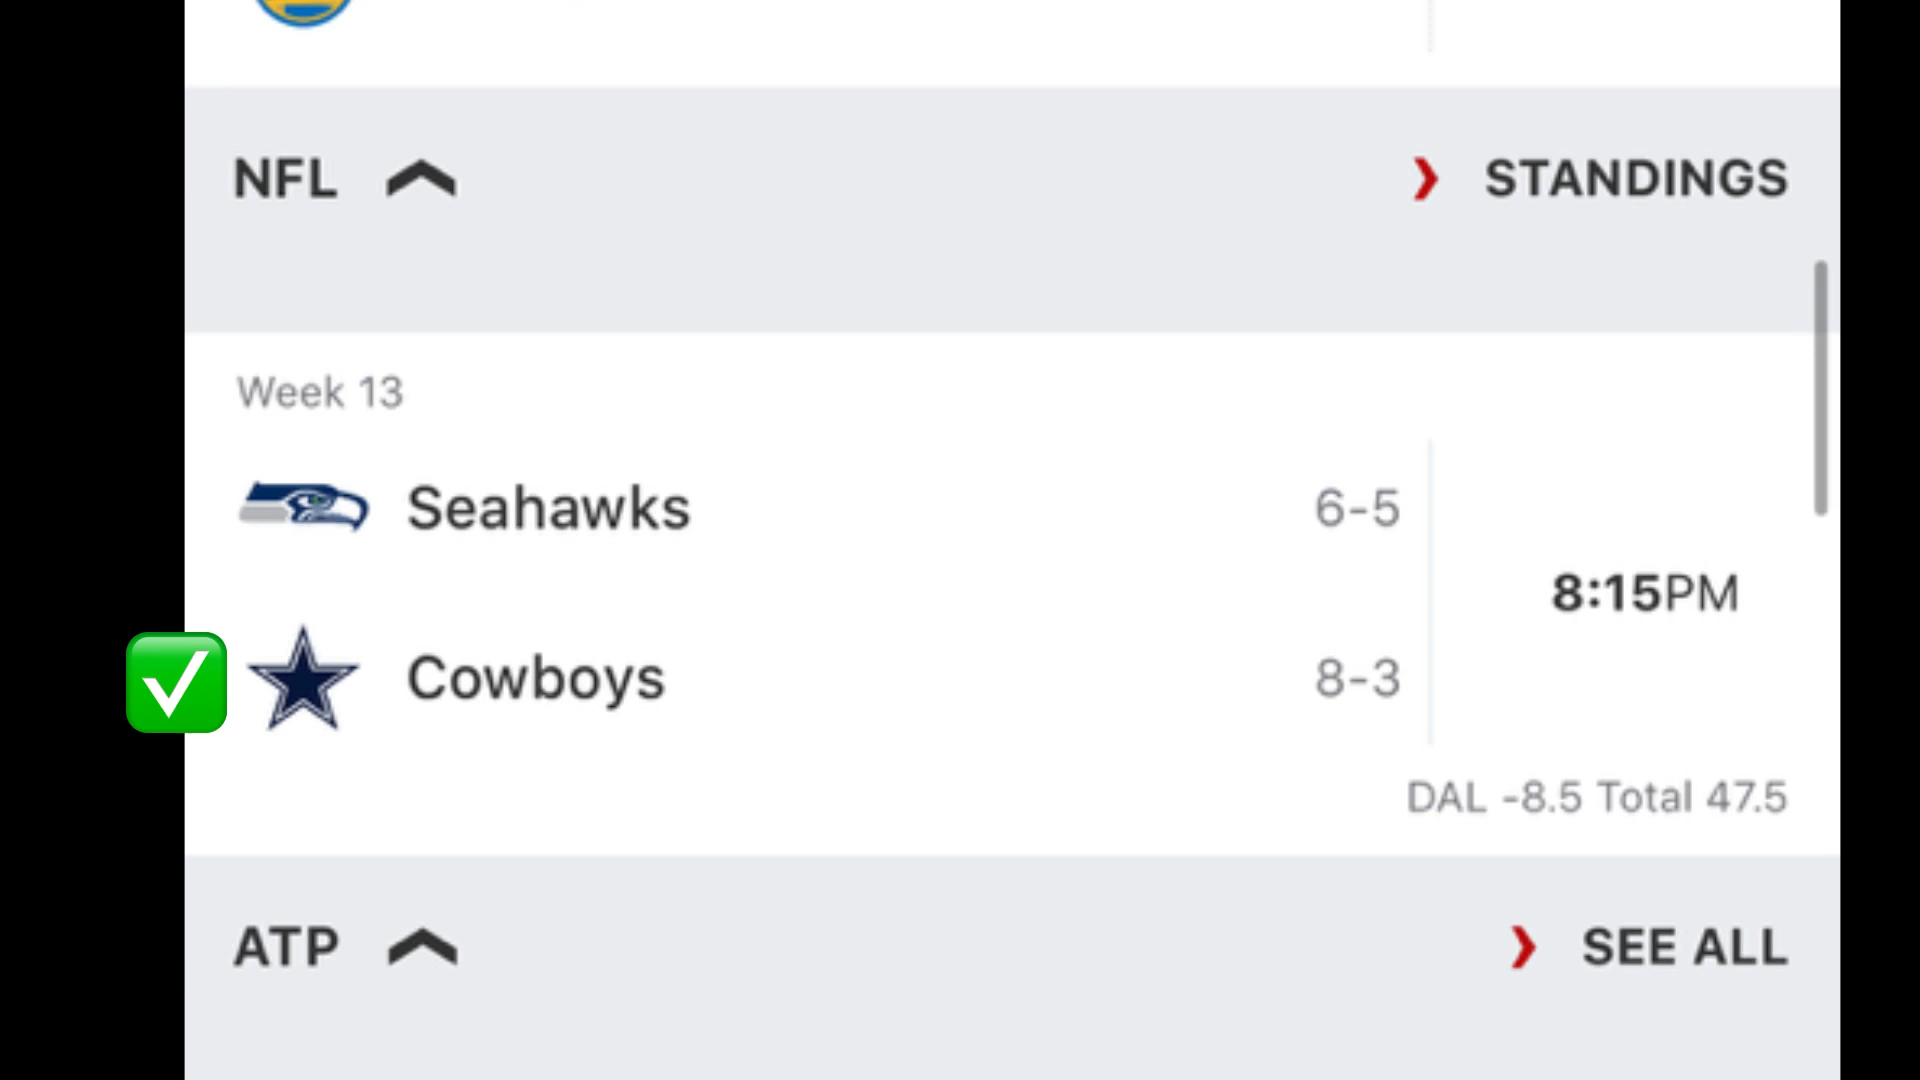 NFL STANDINGS
Week 13
Seahawks 6-5
8:15PM
Cowboys 8-3
DAL -8.5 Total 47.5
ATP SEE ALL